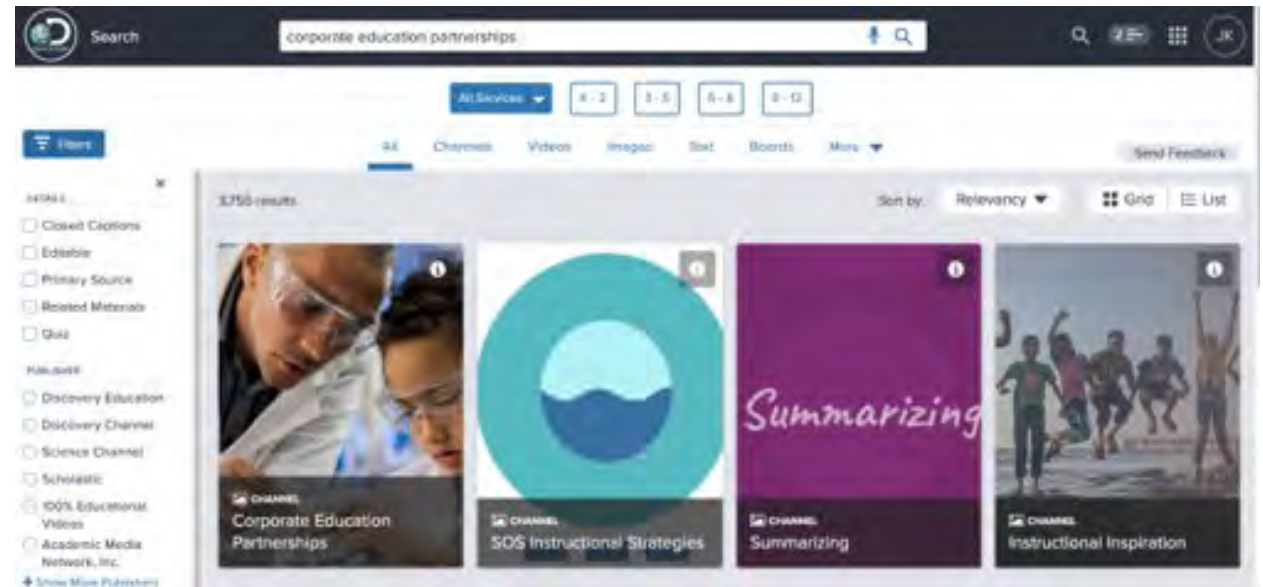 Search
corporate education partnerships
JK
All Services
K - 2
3 - 5
6 - 8
9 - 12
Filters
All
Channels
Videos
Images
Text
Boards
More
Send Feedback
DETAILS
3,750 results
Sort by:
Relevancy
Grid
List
Closed Captions
Editable
Primary Source
Related Materials
Quiz
PUBLISHER
Discovery Education
Discovery Channel
Science Channel
Scholastic
100% Educational
Videos
Academic Media
Network, Inc.
+ Show More Publishers
CHANNEL
Corporate Education
Partnerships
CHANNEL
SOS Instructional Strategies
Summarizing
CHANNEL
Summarizing
CHANNEL
Instructional Inspiration